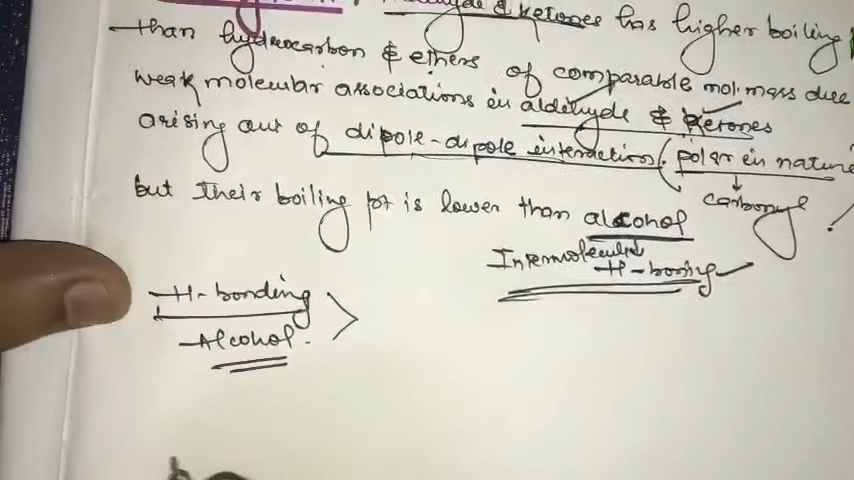 & ketones has higher boiling
than hydrocarbon & ethers of comparable mol.mass due
weak molecular associations in aldehyde & Ketones
arising out of dipole-dipole interaction (polar in nature
carbonyl
but their boiling pt is lower than alcohol
Intermolecular
H-boning
H-bonding
Alcohol. >